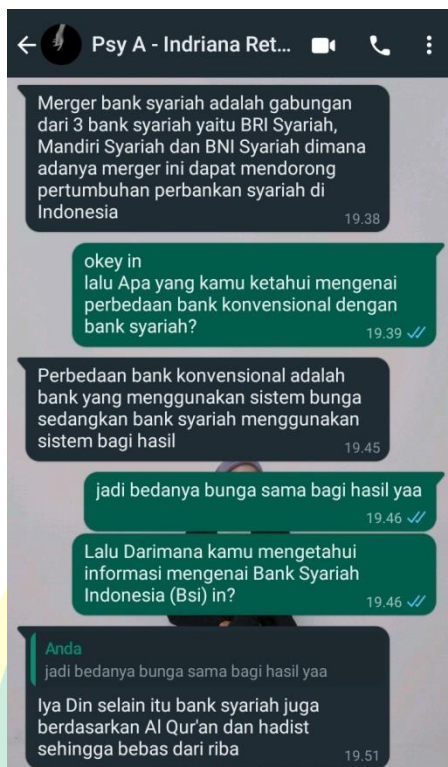 Psy A - Indriana Ret...
Merger bank syariah adalah gabungan
dari 3 bank syariah yaitu BRI Syariah,
Mandiri Syariah dan BNI Syariah dimana
adanya merger ini dapat mendorong
pertumbuhan perbankan syariah di
Indonesia
19.38
okey in
lalu Apa yang kamu ketahui mengenai
perbedaan bank konvensional dengan
bank syariah?
19.39
Perbedaan bank konvensional adalah
bank yang menggunakan sistem bunga
sedangkan bank syariah menggunakan
sistem bagi hasil
19.45
jadi bedanya bunga sama bagi hasil yaa
19.46
Lalu Darimana kamu mengetahui
informasi mengenai Bank Syariah
Indonesia (Bsi) in?
19.46
Anda
jadi bedanya bunga sama bagi hasil yaa
Iya Din selain itu bank syariah juga
berdasarkan Al Qur'an dan hadist
sehingga bebas dari riba
19.51